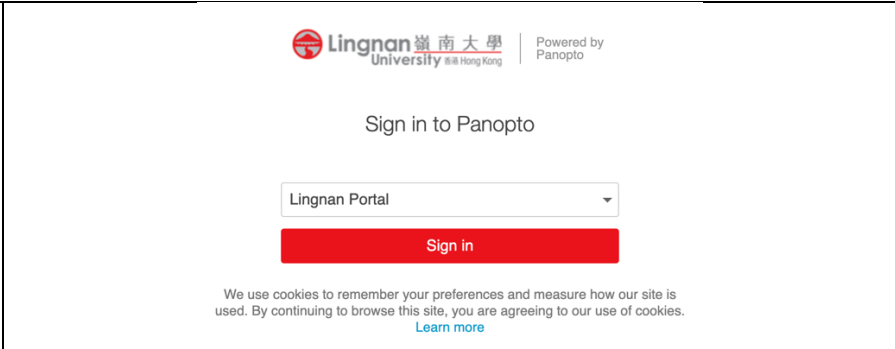 Lingnan 嶺南大學
University 香港 Hong Kong
Powered by
Panopto
Sign in to Panopto
Lingnan Portal
Sign in
We use cookies to remember your preferences and measure how our site is
used. By continuing to browse this site, you are agreeing to our use of cookies.
Learn more